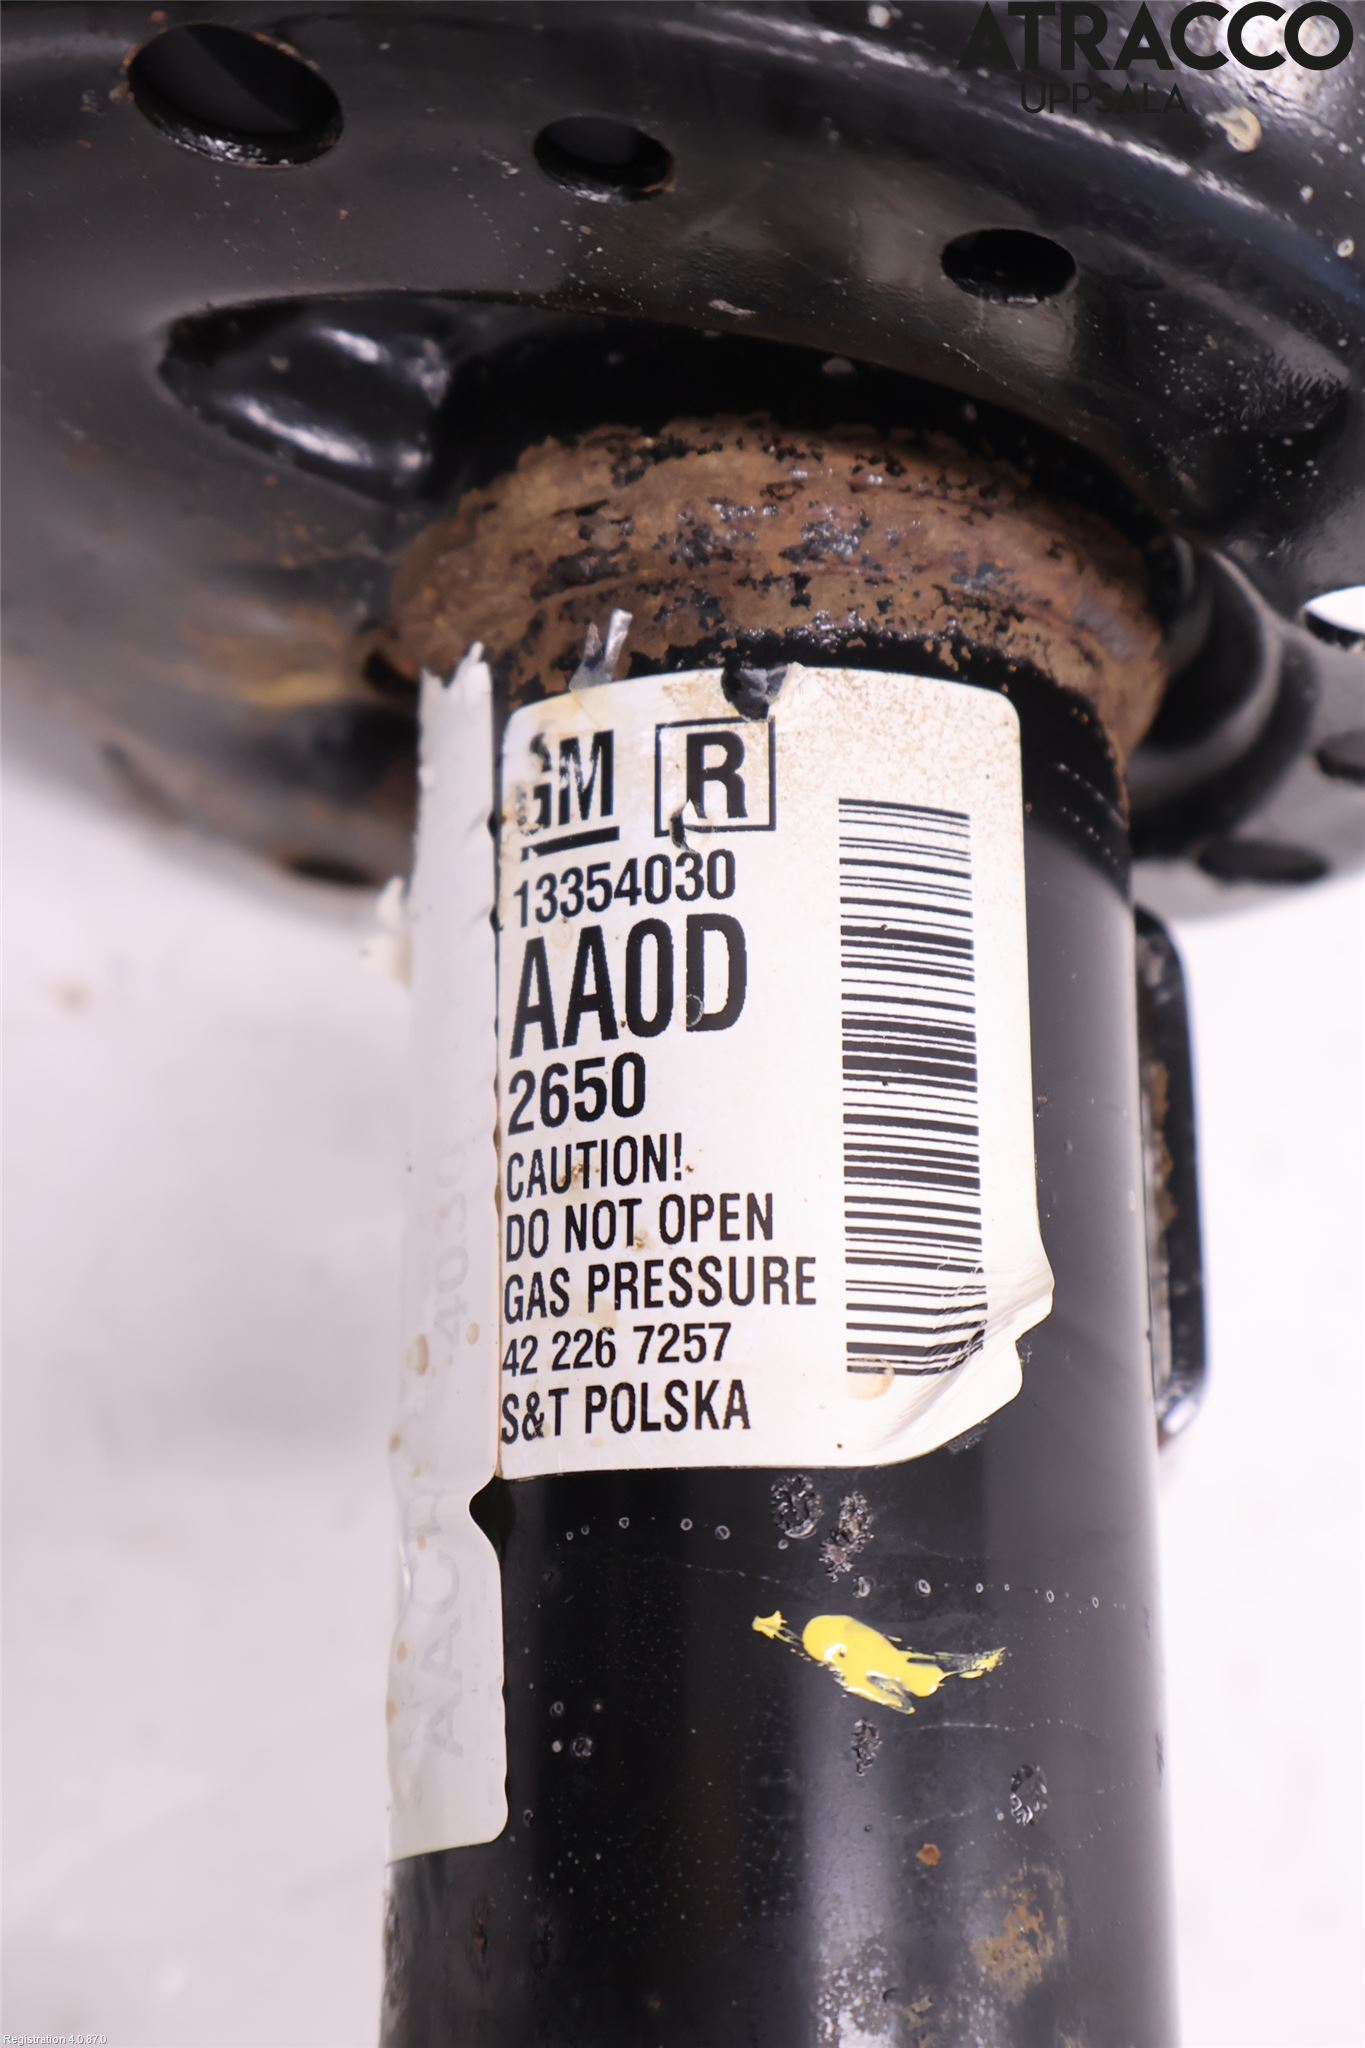 ATRACCO
UPPSALA
GM R
13354030
AA0D
2650
CAUTION!
DO NOT OPEN
GAS PRESSURE
42 226 7257
S&T POLSKA
4030
Registration 4.0.87.0